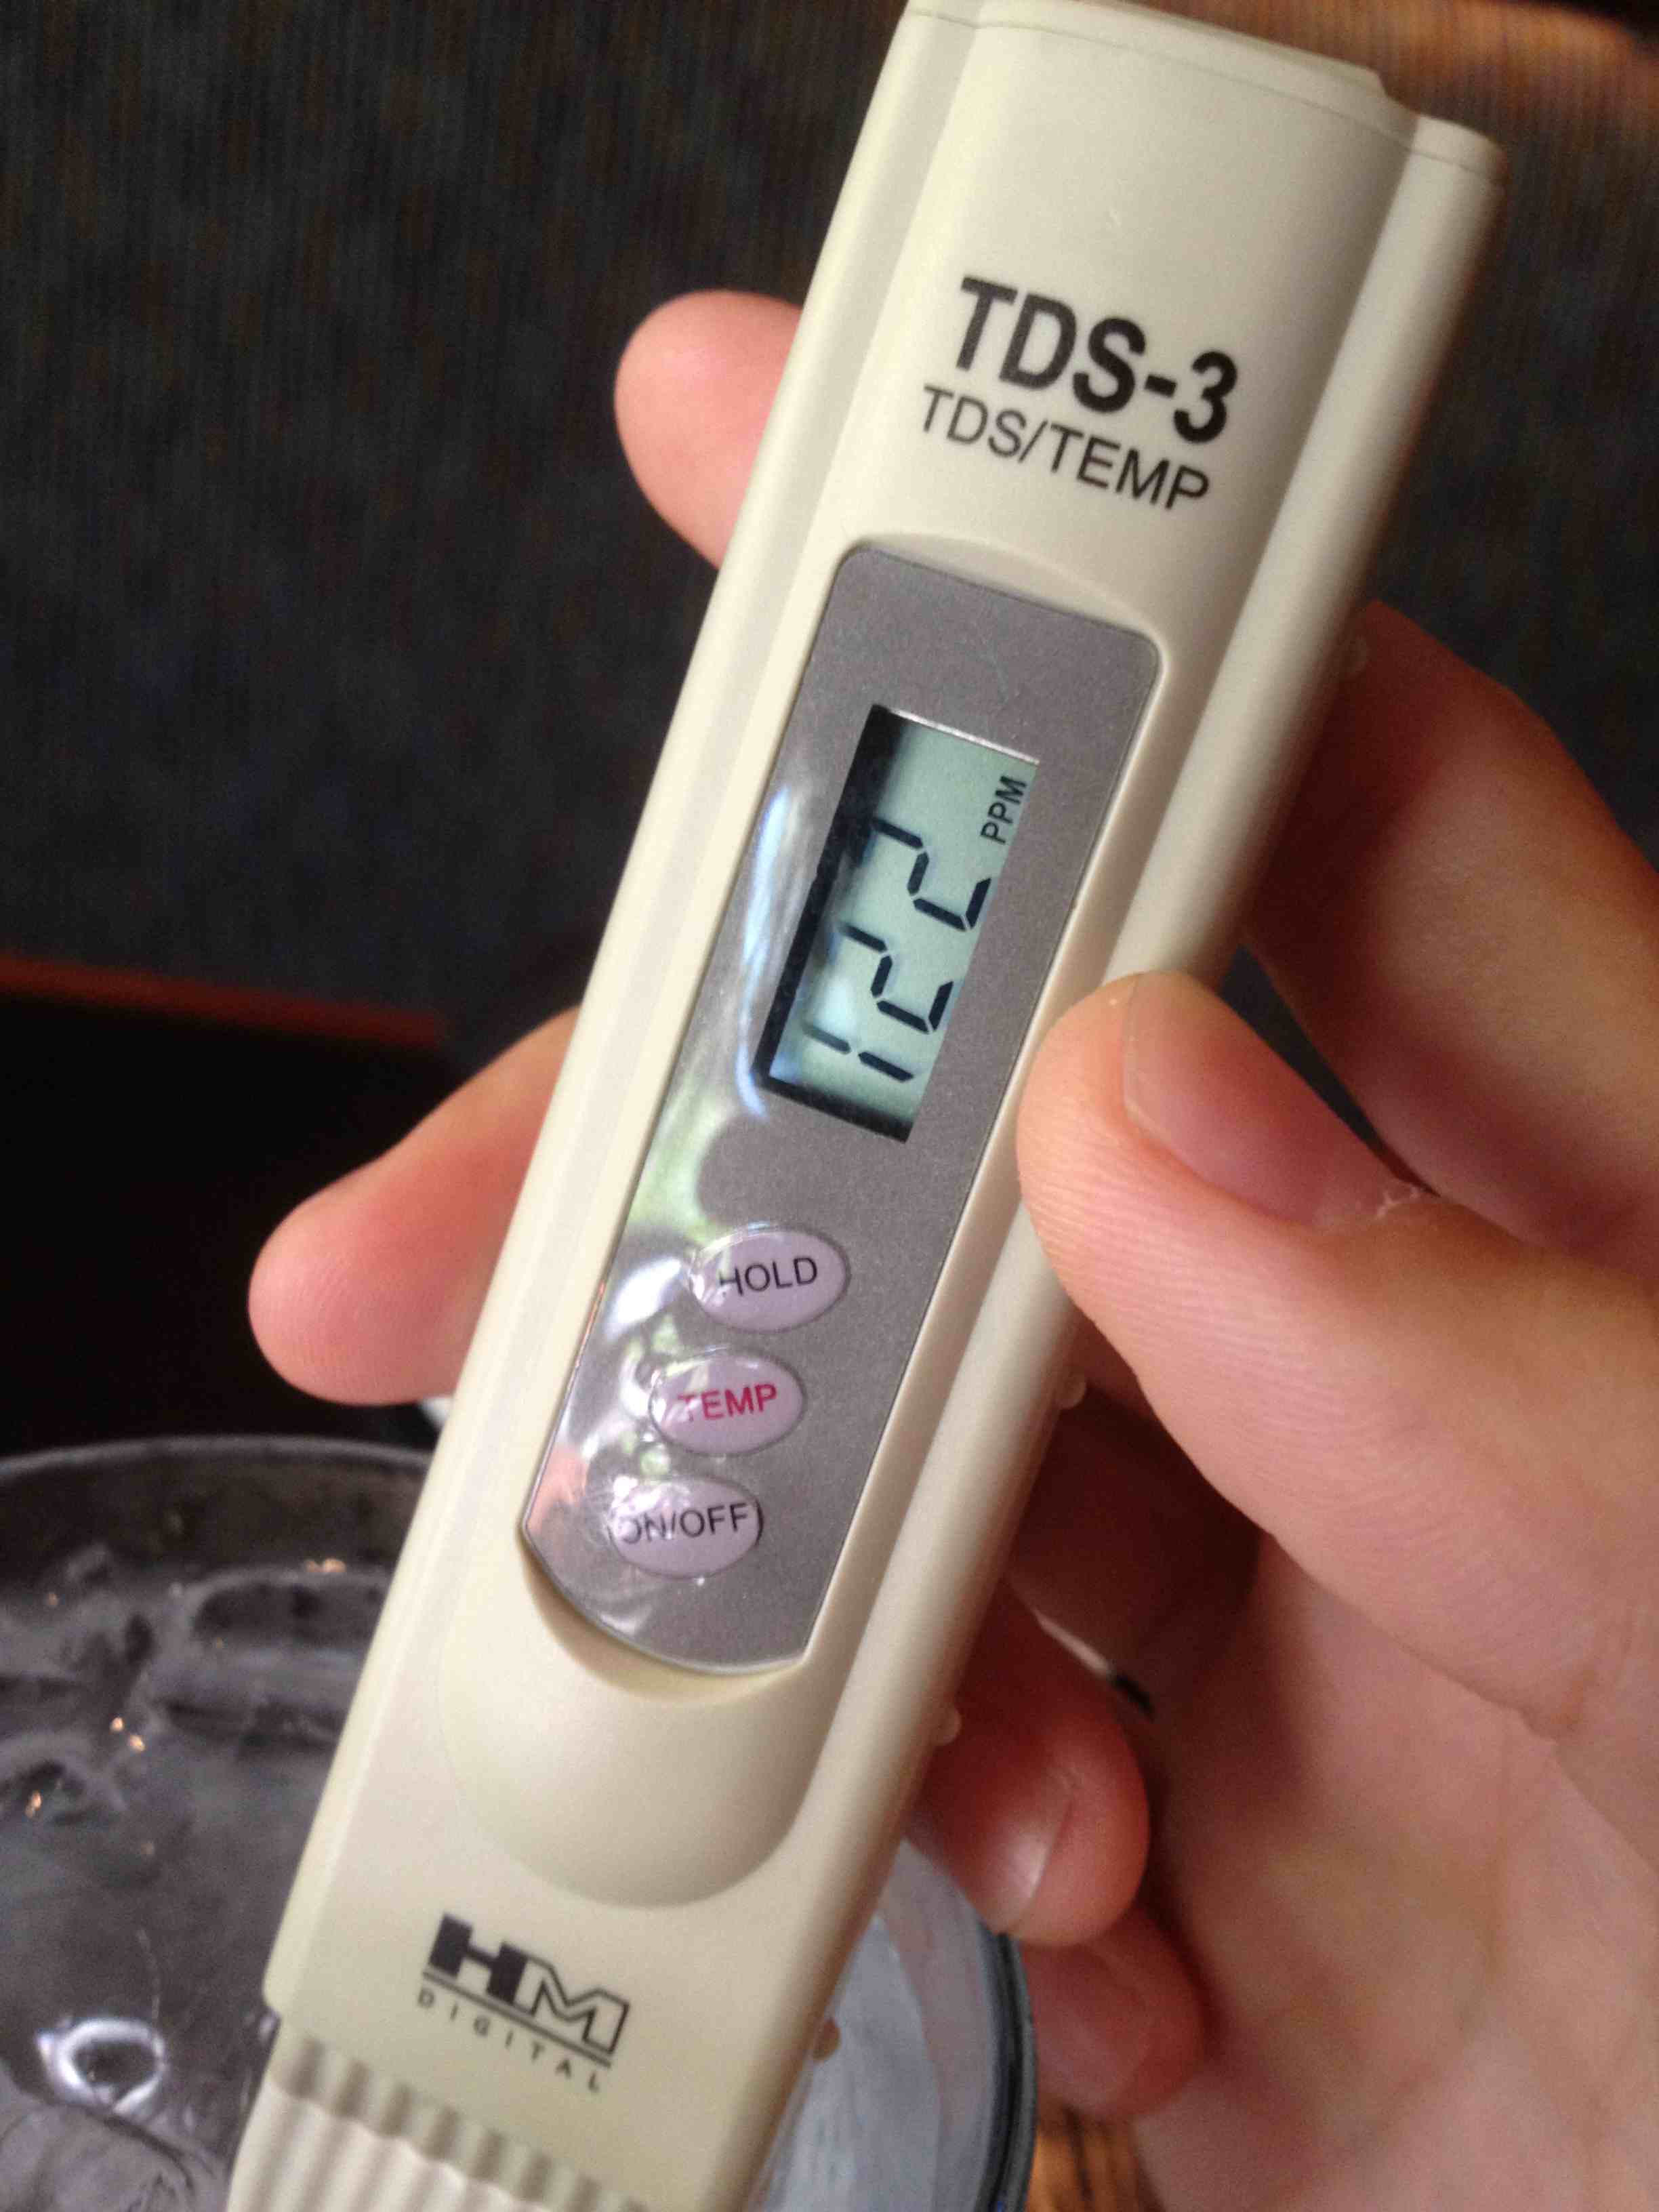 TDS-3
TDS/TEMP
122 PPM
HOLD
TEMP
ON/OFF
HM
DIGITAL